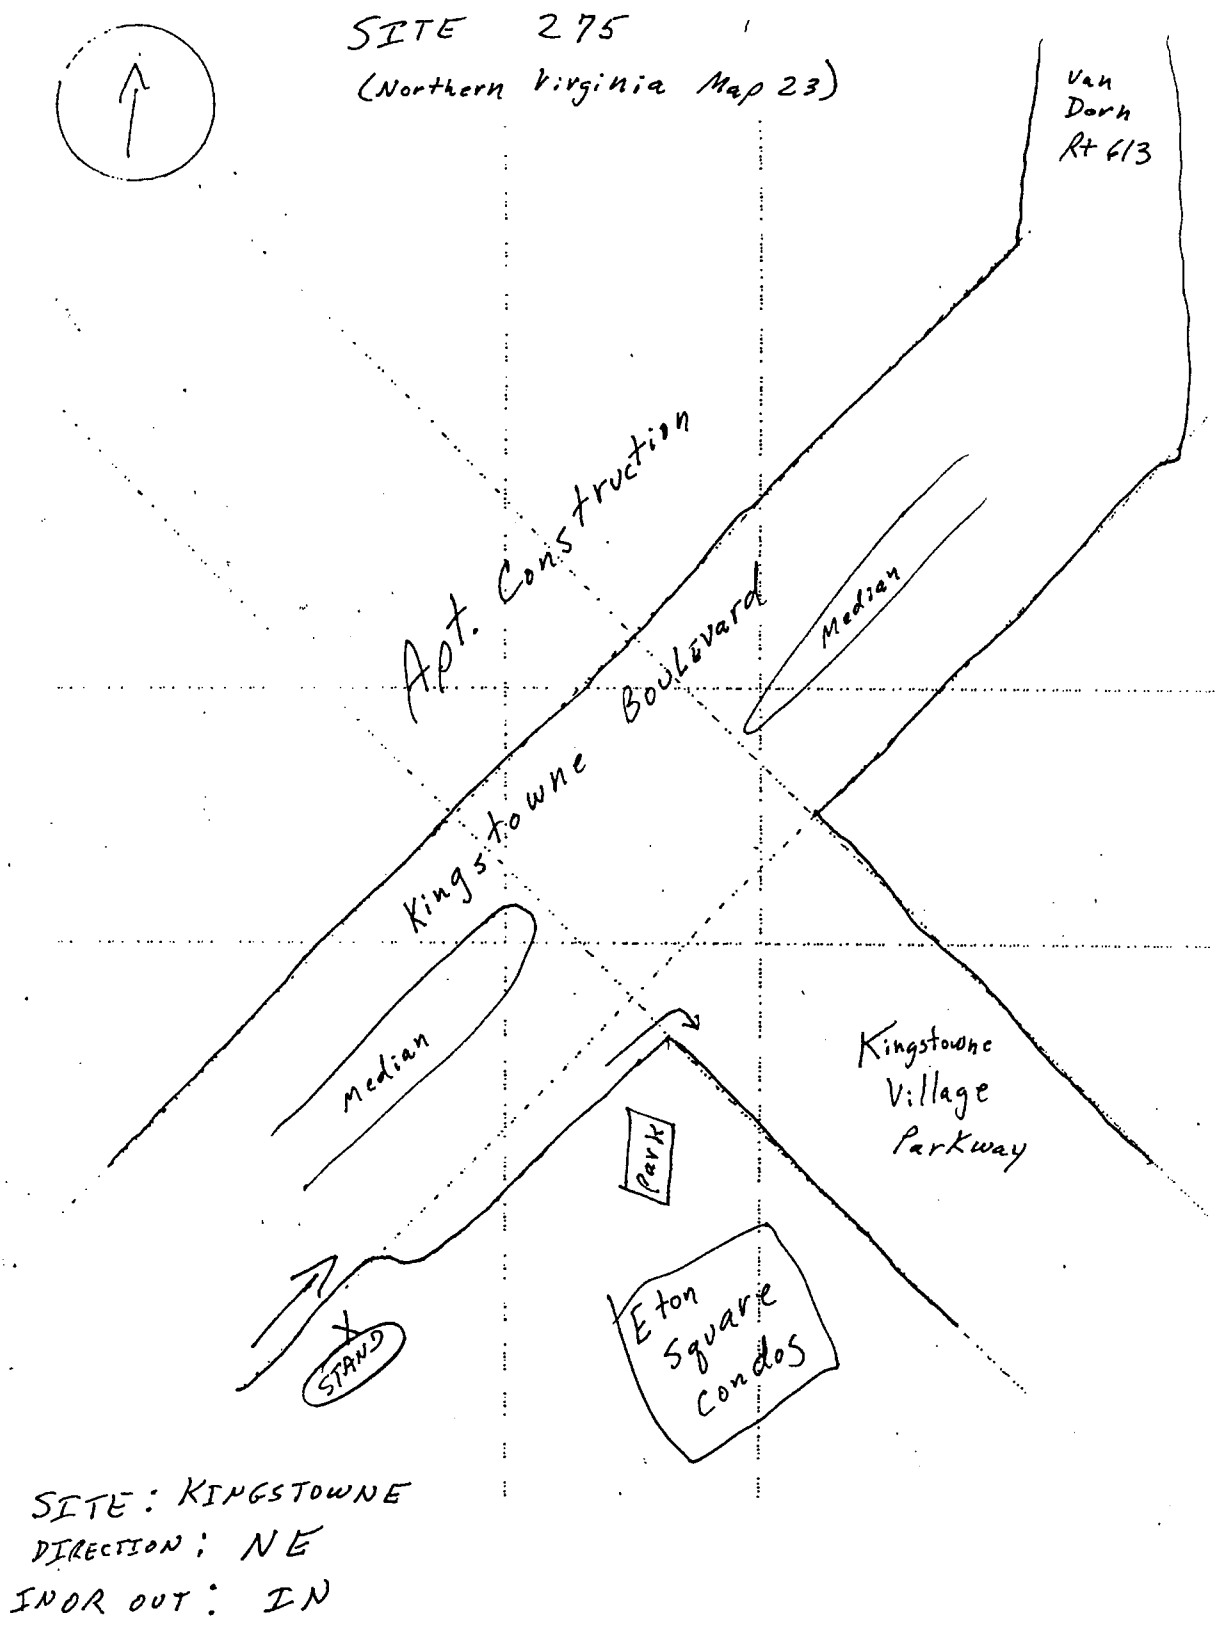 SITE 275
(Northern Virginia Map 23)
Van
Dorn
Rt 613
Apt. Construction
Kingstowne Boulevard
Median
Median
Kingstowne
Village
Parkway
Park
Eton
Square
Condos
X
STAND
SITE: KINGSTOWNE
DIRECTION: NE
IN OR OUT: IN